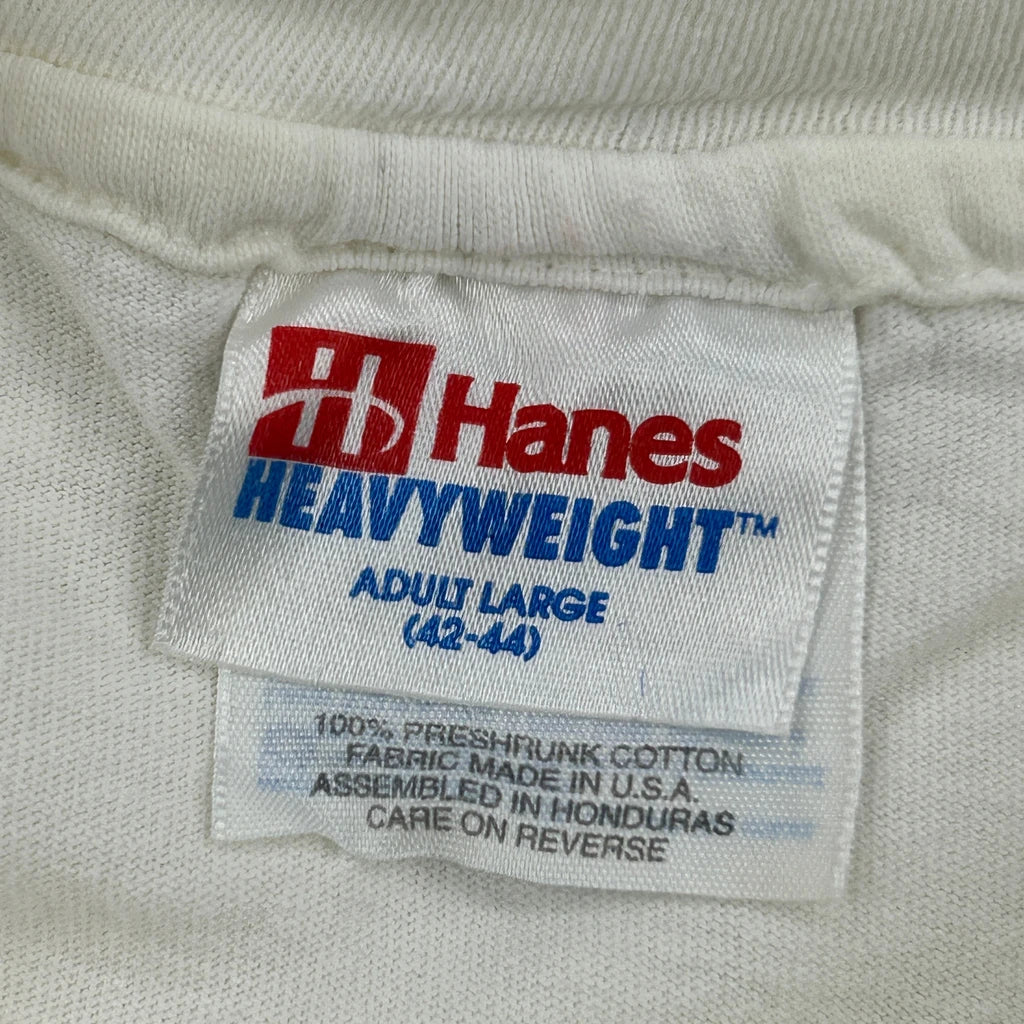 Hanes
HEAVYWEIGHT™
ADULT LARGE
(42-44)
100% PRESHRUNK COTTON
FABRIC MADE IN U.S.A.
ASSEMBLED IN HONDURAS
CARE ON REVERSE